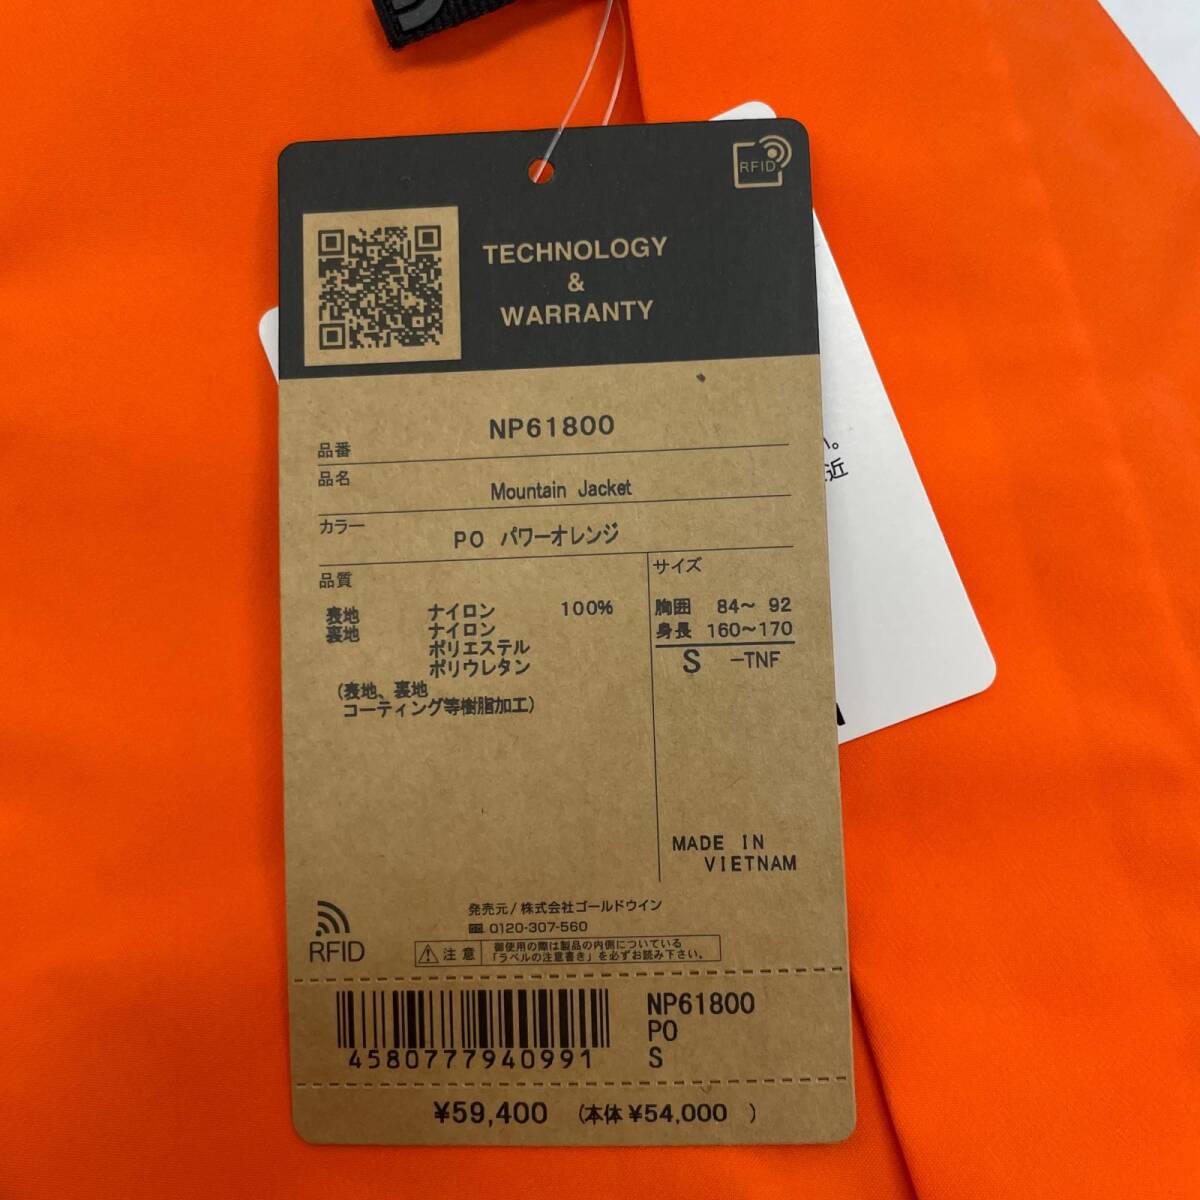 RFID
TECHNOLOGY
&
WARRANTY
品番 NP61800
品名 Mountain Jacket
カラー PO パワーオレンジ
品質
表地 ナイロン 100%
裏地 ナイロン
ポリエステル
ポリウレタン
(表地、裏地
コーティング等樹脂加工)
サイズ
胸囲 84～ 92
身長 160～170
S -TNF
MADE IN
VIETNAM
い。
近
RFID
発売元/株式会社ゴールドウイン
0120-307-560
注意 御使用の際は製品の内側についている
「ラベルの注意書き」を必ずお読み下さい。
4580777940991
NP61800
PO
S
¥59,400 (本体¥54,000 )